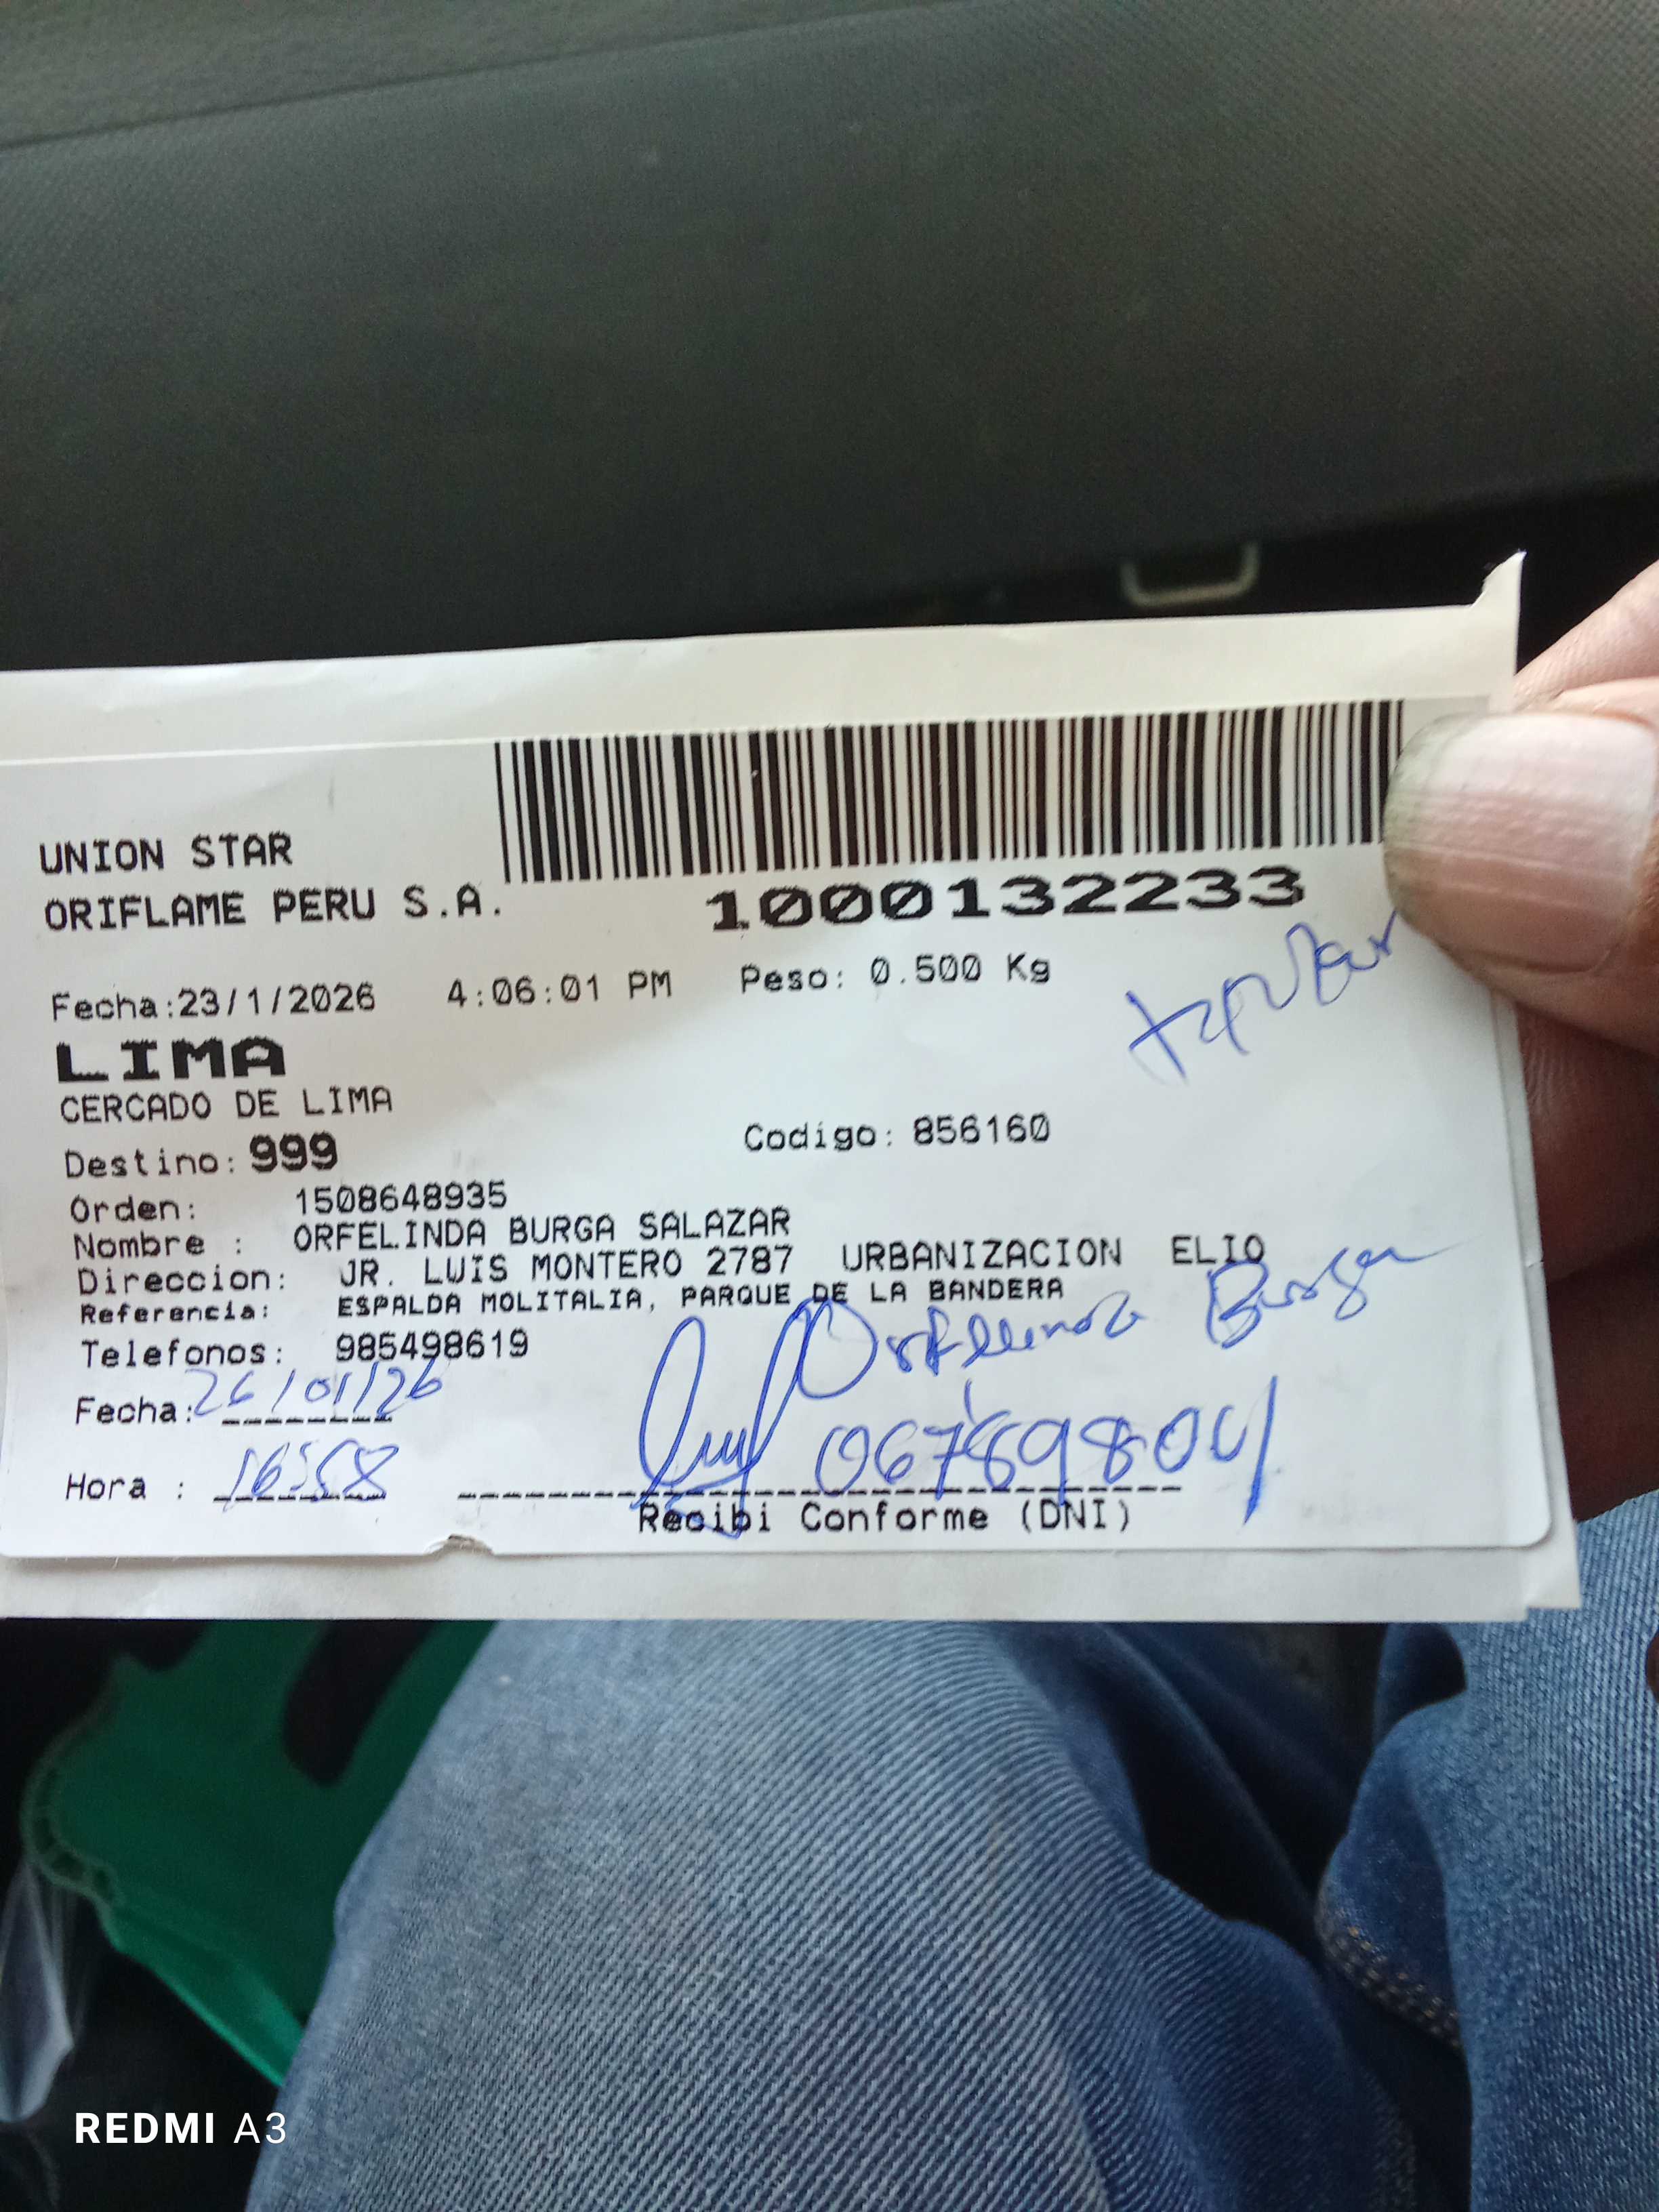 UNION STAR
ORIFLAME PERU S.A.
1000132233
Fecha:23/1/2026 4:06:01 PM Peso: 0.500 Kg
LIMA
CERCADO DE LIMA
Destino: 999 Codigo: 856160
Orden: 1508648935
Nombre : ORFELINDA BURGA SALAZAR
Direccion: JR. LUIS MONTERO 2787 URBANIZACION ELIO
Referencia: ESPALDA MOLITALIA, PARQUE DE LA BANDERA
Telefonos: 985498619
Orfelinda Burga
Fecha: 26/01/26
06789804
Hora : 16:58
Recibi Conforme (DNI)
REDMI A3